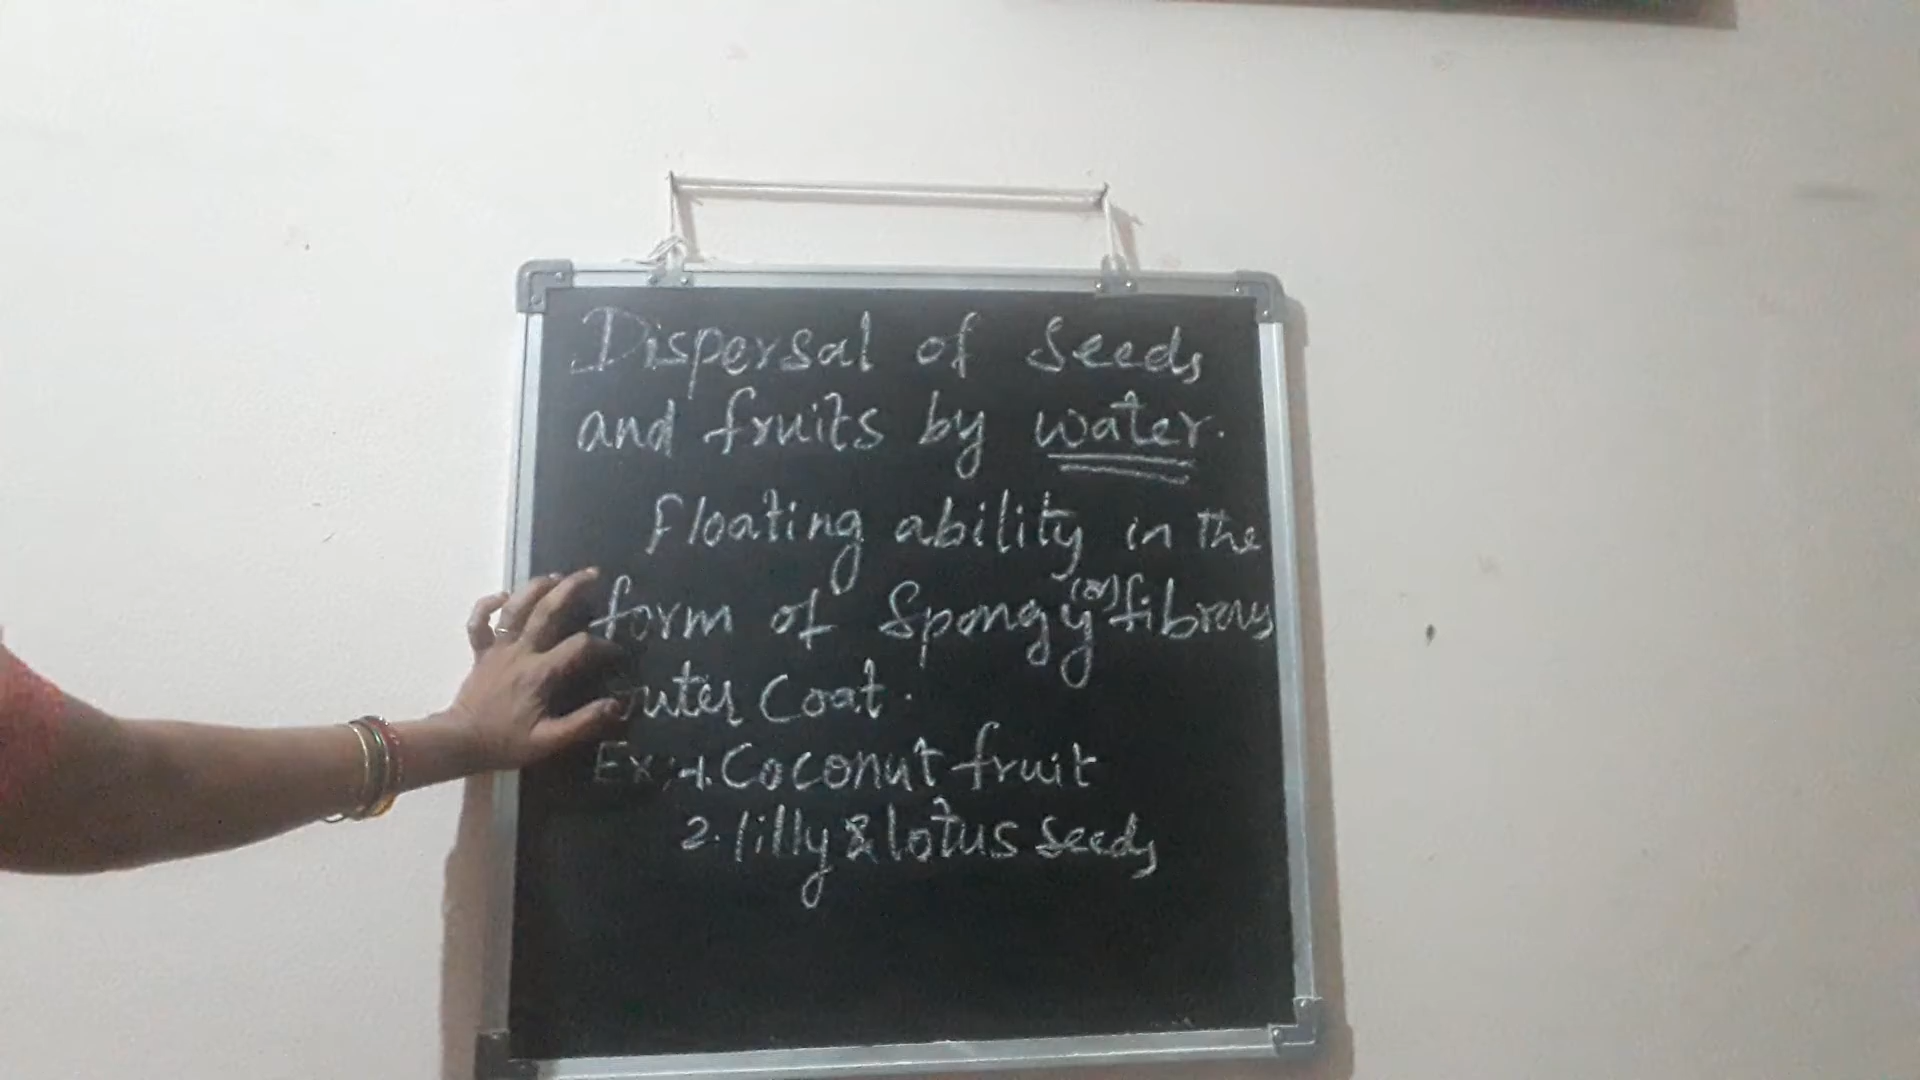 Dispersal of Seeds
and fruits by water.
Floating ability in the
form of Spongy (or) fibrous
outer Coat.
Ex:-1. Coconut fruit
2. lilly & lotus seeds